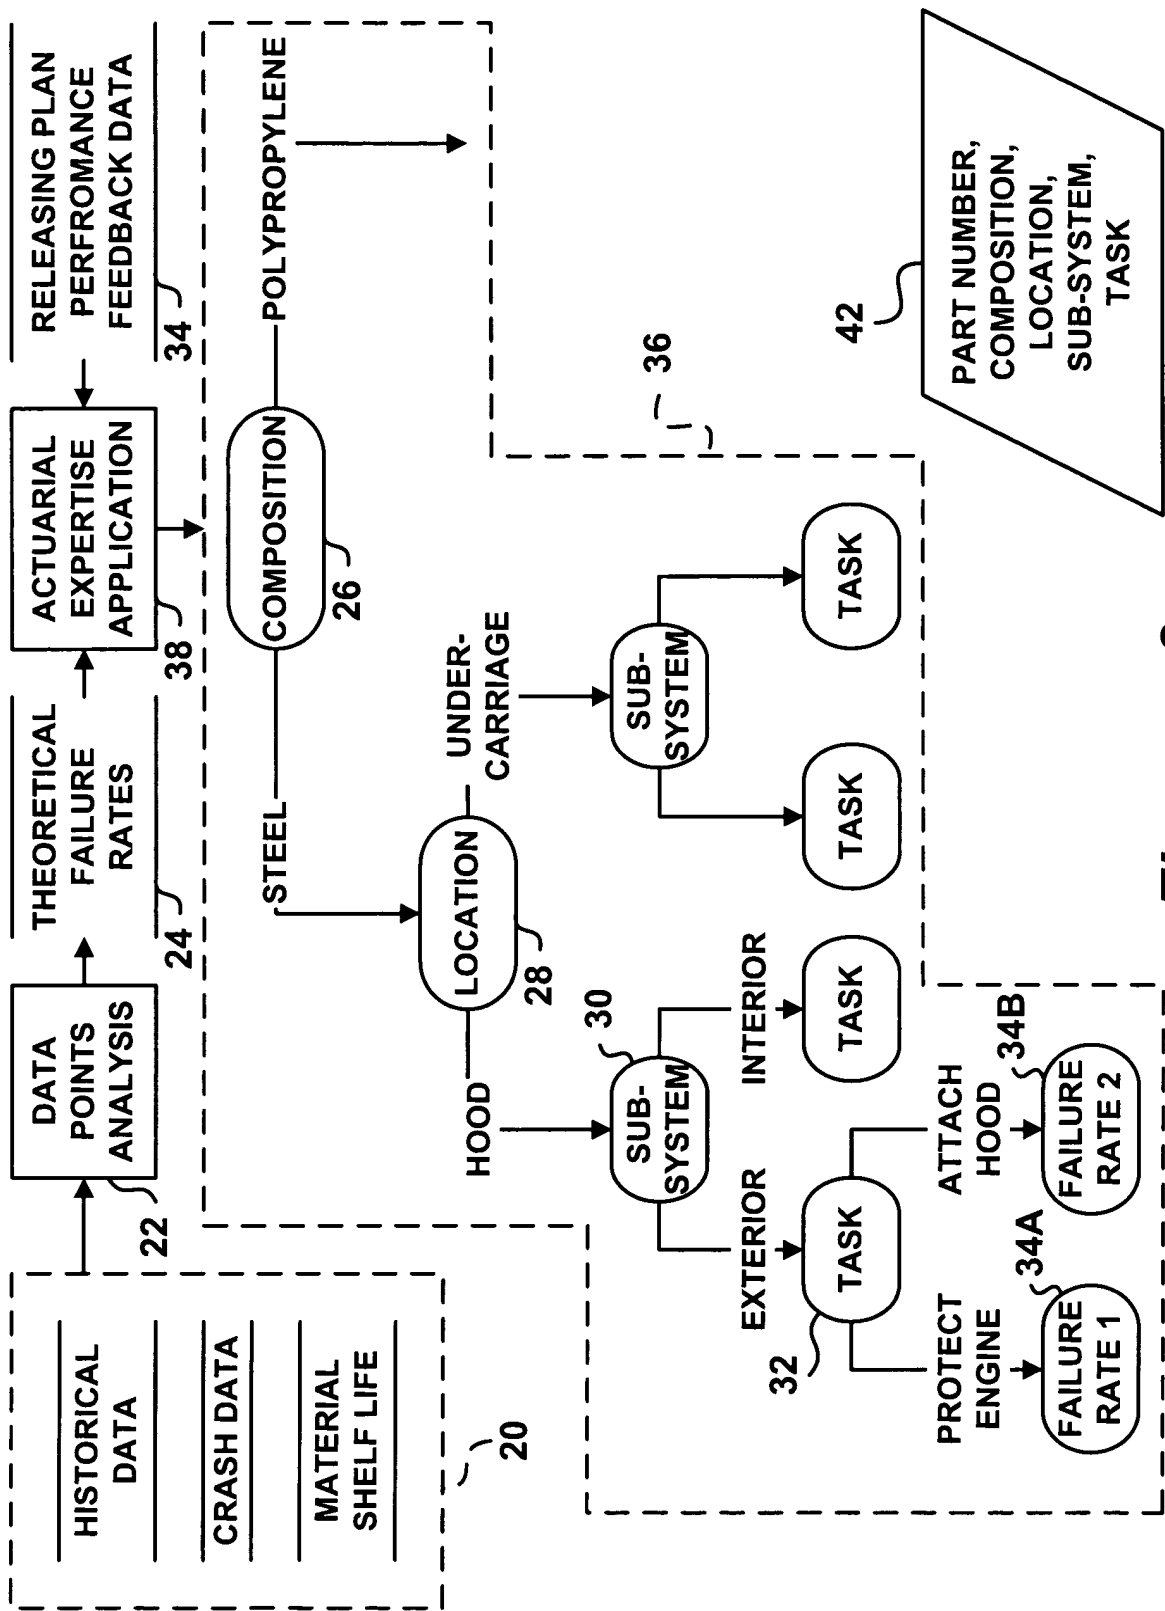 HISTORICAL
DATA
CRASH DATA
MATERIAL
SHELF LIFE
20
DATA
POINTS
ANALYSIS
22
THEORETICAL
FAILURE
RATES
24
ACTUARIAL
EXPERTISE
APPLICATION
38
RELEASING PLAN
PERFROMANCE
FEEDBACK DATA
34
STEEL
COMPOSITION
26
POLYPROPYLENE
HOOD
LOCATION
28
UNDER-
CARRIAGE
30
SUB-
SYSTEM
SUB-
SYSTEM
36
EXTERIOR
INTERIOR
32
TASK
TASK
TASK
TASK
PROTECT
ENGINE
ATTACH
HOOD
34A
34B
FAILURE
RATE 1
FAILURE
RATE 2
42
PART NUMBER,
COMPOSITION,
LOCATION,
SUB-SYSTEM,
TASK